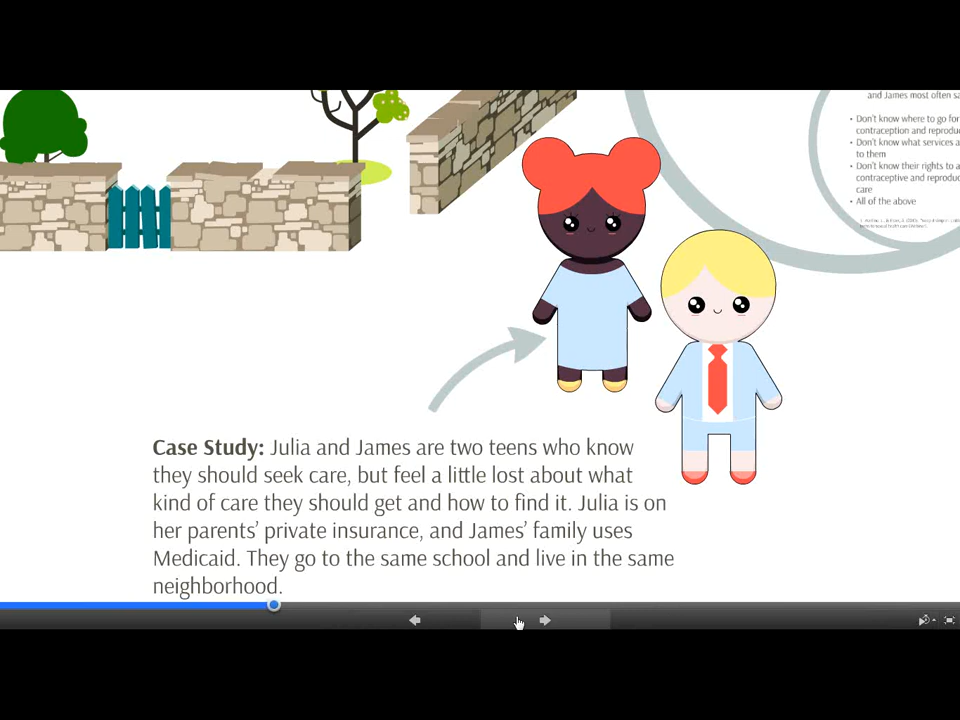 and James most often sa
• Don't know where to go for
contraception and reprodu
• Don't know what services a
to them
• Don't know their rights to a
contraceptive and reproduc
care
• All of the above
Case Study: Julia and James are two teens who know
they should seek care, but feel a little lost about what
kind of care they should get and how to find it. Julia is on
her parents’ private insurance, and James’ family uses
Medicaid. They go to the same school and live in the same
neighborhood.